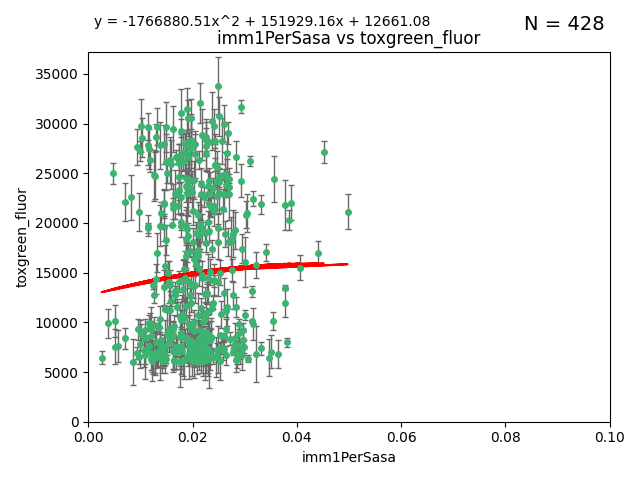 y = -1766880.51x^2 + 151929.16x + 12661.08
N = 428
imm1PerSasa vs toxgreen_fluor
35000
30000
25000
20000
15000
10000
5000
0
toxgreen_fluor
0.00 0.02 0.04 0.06 0.08 0.10
imm1PerSasa